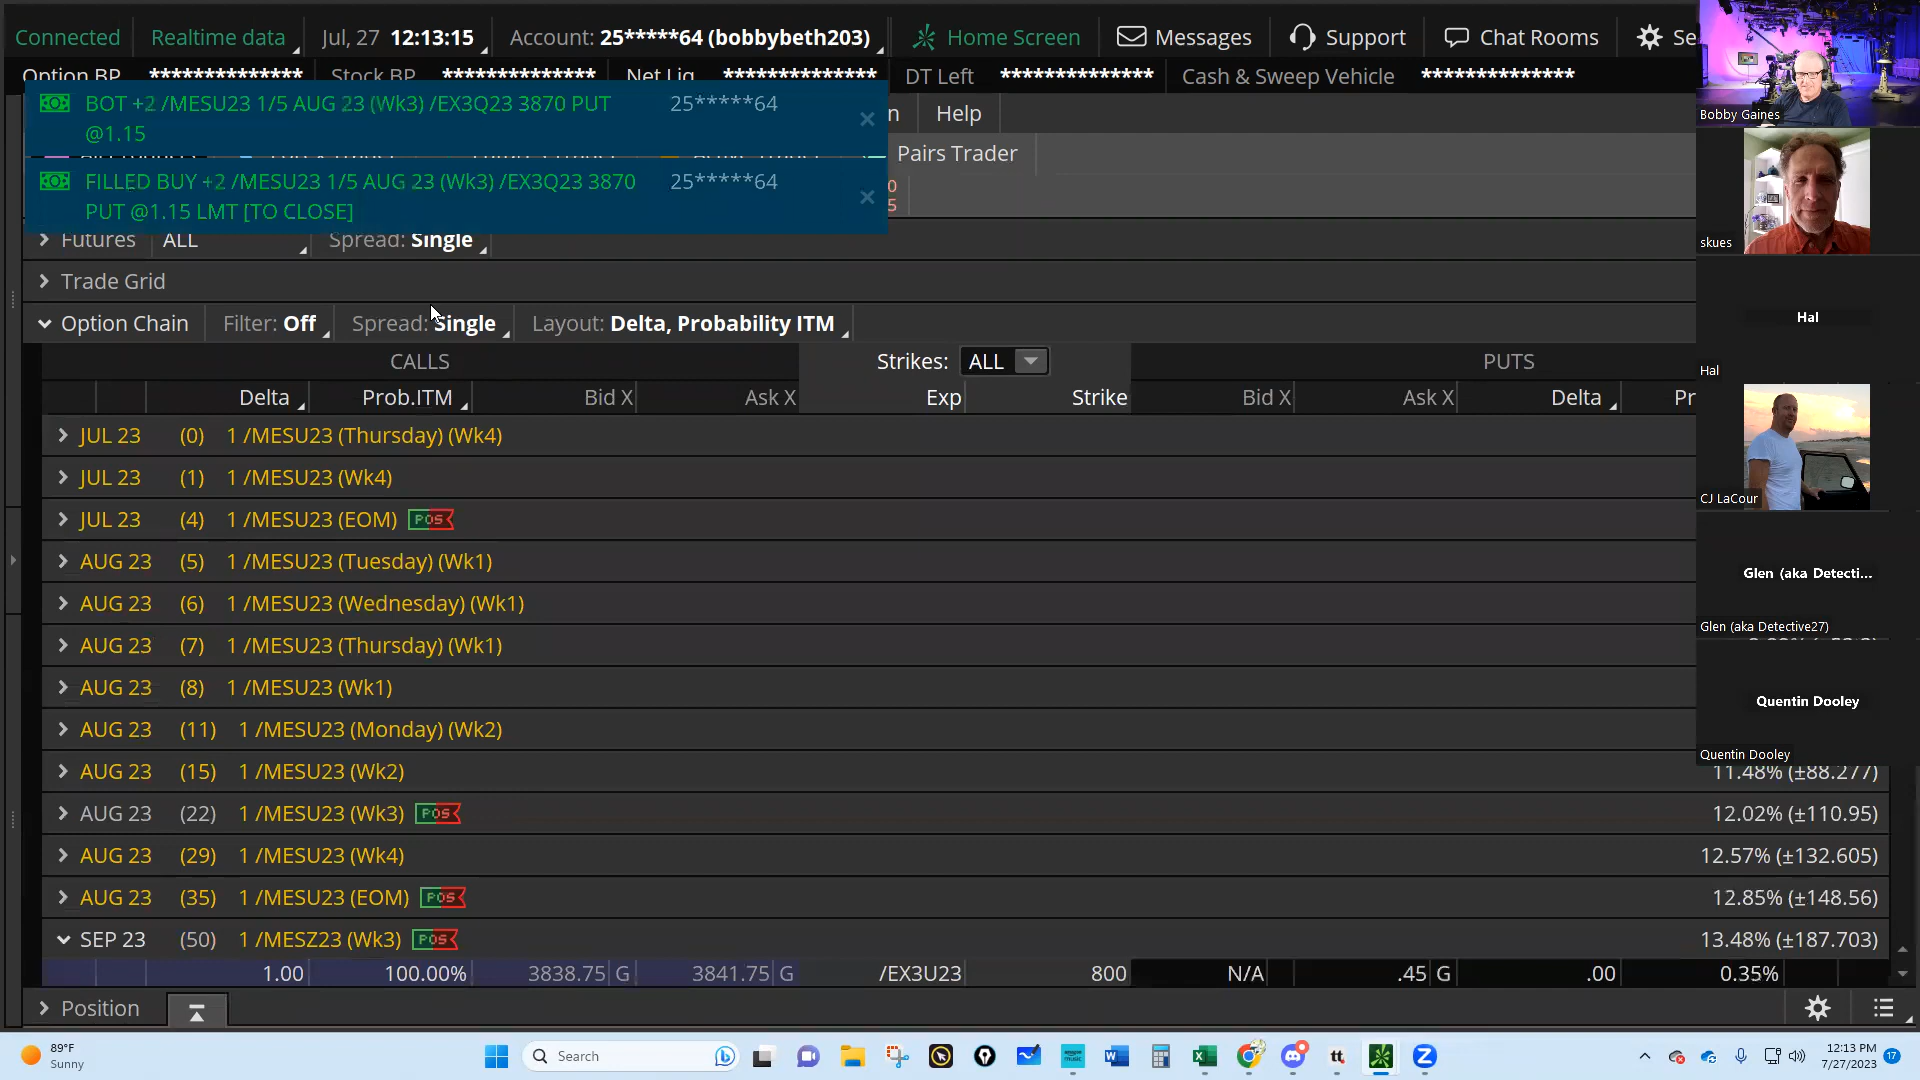 Connected
Realtime data
Jul, 27 12:13:15
Account: 25*****64 (bobbybeth203)
Home Screen
Messages
Support
Chat Rooms
Se
Option BP **************
Stock BP **************
Net Liq **************
DT Left **************
Cash & Sweep Vehicle **************
BOT +2 /MESU23 1/5 AUG 23 (Wk3) /EX3Q23 3870 PUT
@1.15
25*****64
n
Help
Pairs Trader
FILLED BUY +2 /MESU23 1/5 AUG 23 (Wk3) /EX3Q23 3870
PUT @1.15 LMT [TO CLOSE]
25*****64
0
5
Futures ALL Spread: Single
Trade Grid
Option Chain Filter: Off Spread: Single Layout: Delta, Probability ITM
CALLS Strikes: ALL PUTS
Delta Prob.ITM Bid X Ask X Exp Strike Bid X Ask X Delta Pr
JUL 23 (0) 1 /MESU23 (Thursday) (Wk4)
JUL 23 (1) 1 /MESU23 (Wk4)
JUL 23 (4) 1 /MESU23 (EOM) POS
AUG 23 (5) 1 /MESU23 (Tuesday) (Wk1)
AUG 23 (6) 1 /MESU23 (Wednesday) (Wk1)
AUG 23 (7) 1 /MESU23 (Thursday) (Wk1)
AUG 23 (8) 1 /MESU23 (Wk1)
AUG 23 (11) 1 /MESU23 (Monday) (Wk2)
AUG 23 (15) 1 /MESU23 (Wk2) 11.48% (±88.277)
AUG 23 (22) 1 /MESU23 (Wk3) POS 12.02% (±110.95)
AUG 23 (29) 1 /MESU23 (Wk4) 12.57% (±132.605)
AUG 23 (35) 1 /MESU23 (EOM) POS 12.85% (±148.56)
SEP 23 (50) 1 /MESZ23 (Wk3) POS 13.48% (±187.703)
1.00 100.00% 3838.75 G 3841.75 G /EX3U23 800 N/A .45 G .00 0.35%
Position
Bobby Gaines
skues
Hal
Hal
CJ LaCour
Glen (aka Detecti...
Glen (aka Detective27)
Quentin Dooley
Quentin Dooley
89°F
Sunny
Search
amazon music
tt
12:13 PM
7/27/2023
17